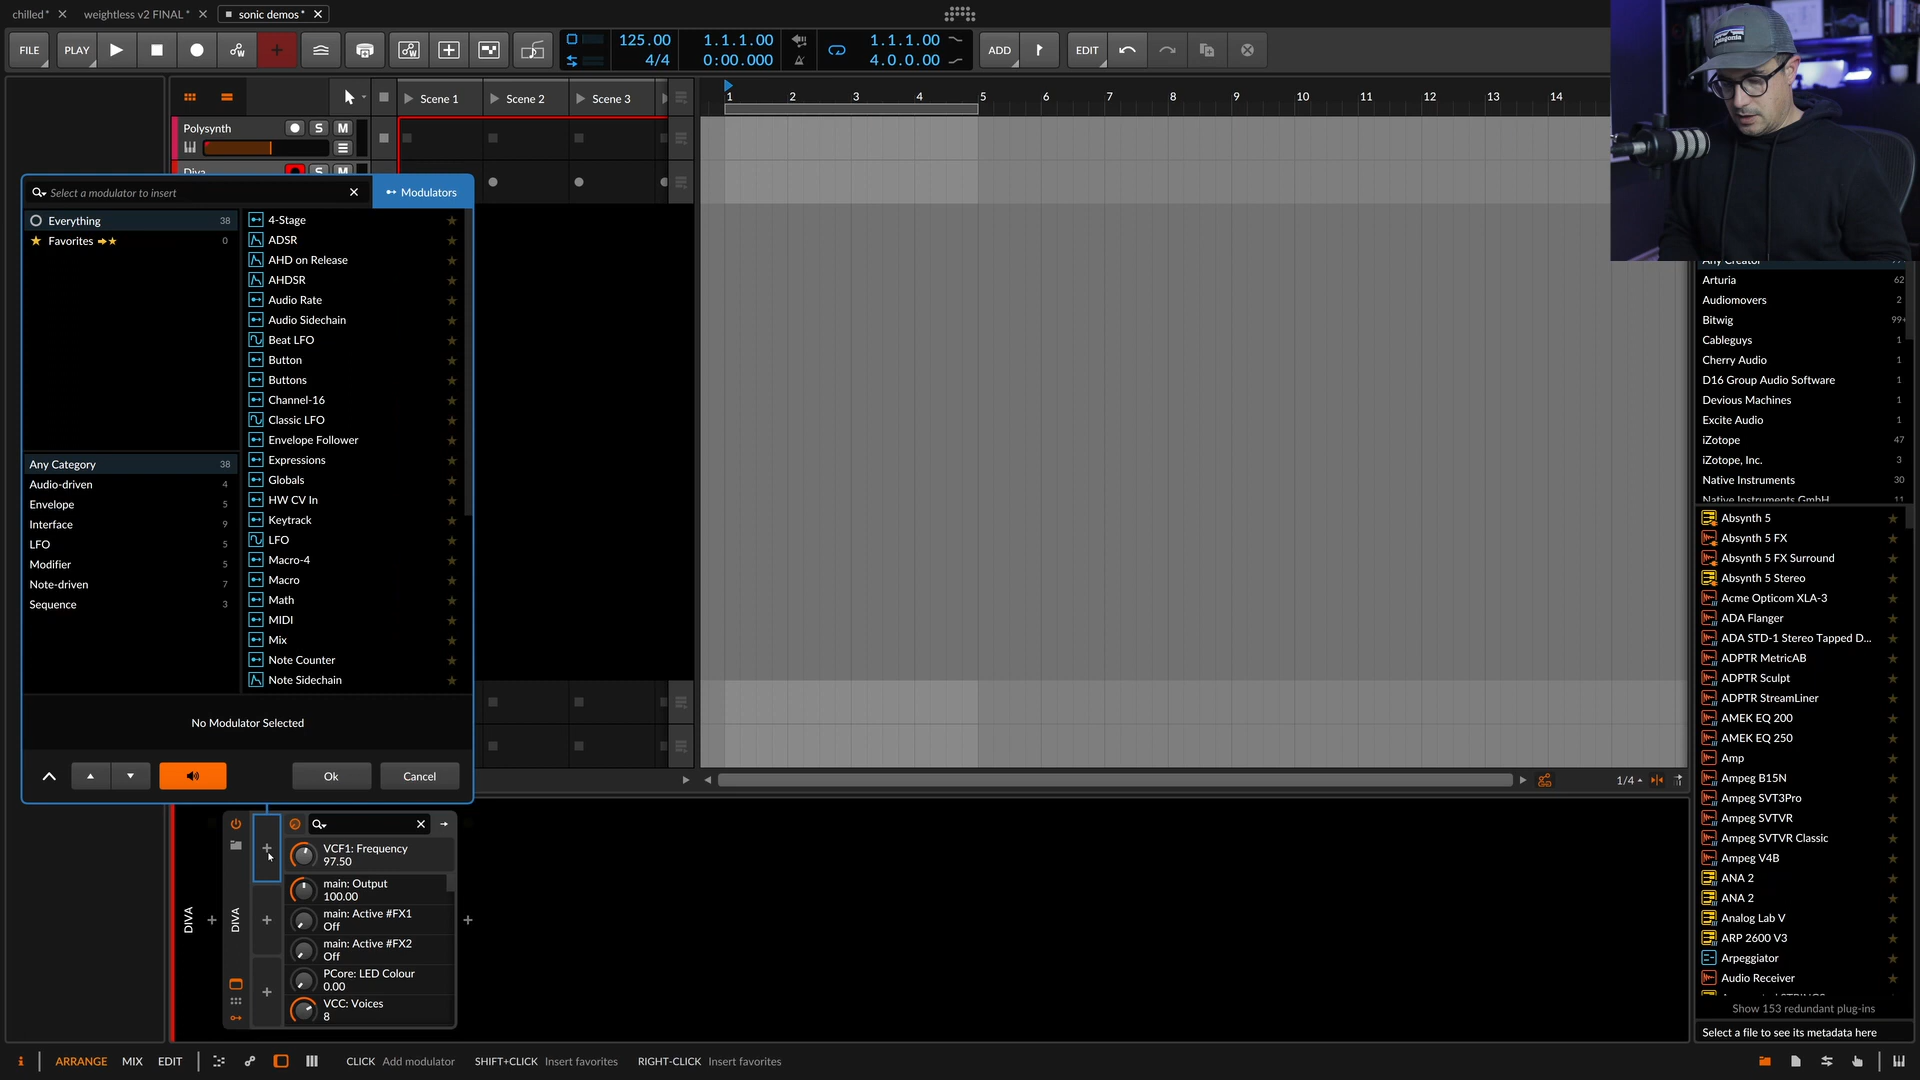 chilled*
weightless v2 FINAL *
sonic demos*
FILE
PLAY
125.00
4/4
1.1.1.00
0:00.000
1.1.1.00
4.0.0.00
ADD
EDIT
Scene 1
Scene 2
Scene 3
1 2 3 4 5 6 7 8 9 10 11 12 13 14
Polysynth
S
M
Diva
S
M
Select a modulator to insert
Modulators
Everything 38
Favorites 0
Any Category 38
Audio-driven 4
Envelope 5
Interface 9
LFO 5
Modifier 5
Note-driven 7
Sequence 3
4-Stage
ADSR
AHD on Release
AHDSR
Audio Rate
Audio Sidechain
Beat LFO
Button
Buttons
Channel-16
Classic LFO
Envelope Follower
Expressions
Globals
HW CV In
Keytrack
LFO
Macro-4
Macro
Math
MIDI
Mix
Note Counter
Note Sidechain
No Modulator Selected
Ok
Cancel
1/4
DIVA
DIVA
VCF1: Frequency
97.50
main: Output
100.00
main: Active #FX1
Off
main: Active #FX2
Off
PCore: LED Colour
0.00
VCC: Voices
8
Any Creator
Arturia 62
Audiomovers 2
Bitwig 99+
Cableguys 1
Cherry Audio 1
D16 Group Audio Software 1
Devious Machines 1
Excite Audio 1
iZotope 47
iZotope, Inc. 3
Native Instruments 30
Native Instruments GmbH 11
Absynth 5
Absynth 5 FX
Absynth 5 FX Surround
Absynth 5 Stereo
Acme Opticom XLA-3
ADA Flanger
ADA STD-1 Stereo Tapped D...
ADPTR MetricAB
ADPTR Sculpt
ADPTR StreamLiner
AMEK EQ 200
AMEK EQ 250
Amp
Ampeg B15N
Ampeg SVT3Pro
Ampeg SVTVR
Ampeg SVTVR Classic
Ampeg V4B
ANA 2
ANA 2
Analog Lab V
ARP 2600 V3
Arpeggiator
Audio Receiver
Show 153 redundant plug-ins
Select a file to see its metadata here
i
ARRANGE
MIX
EDIT
CLICK Add modulator
SHIFT+CLICK Insert favorites
RIGHT-CLICK Insert favorites